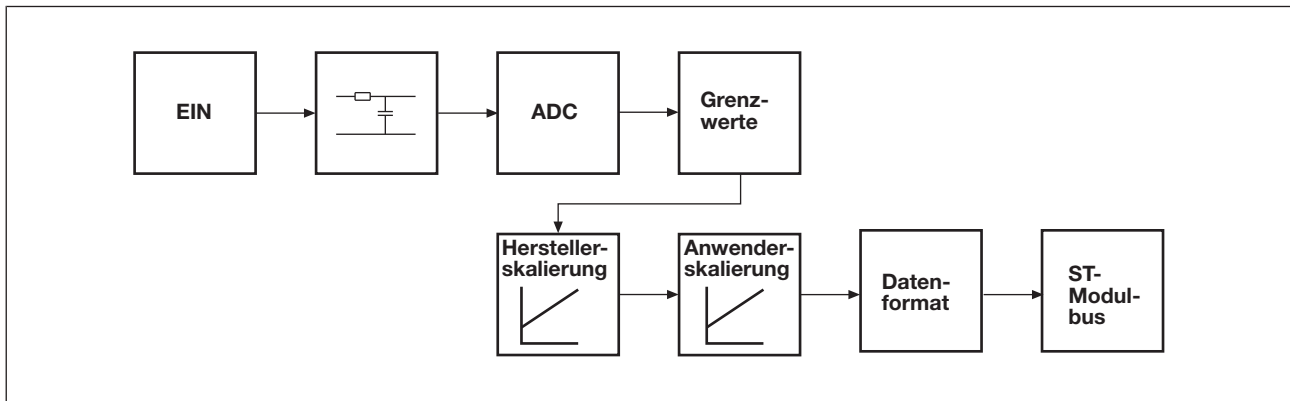 EIN
ADC
Grenz-
werte
Hersteller-
skalierung
Anwender-
skalierung
Daten-
format
ST-
Modul-
bus